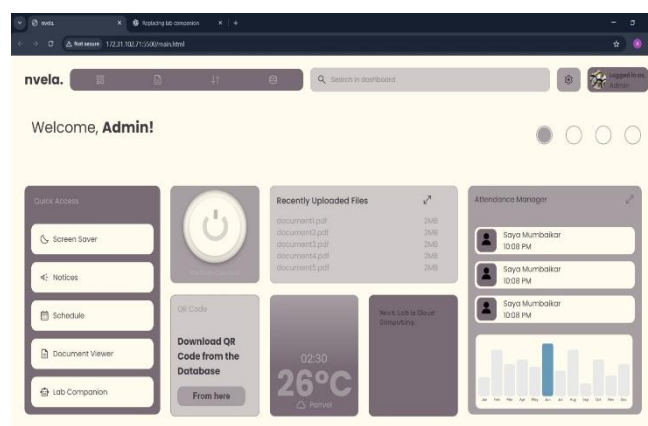 nvela.
Replacing lab companion
Not secure 172.31.102.71:5500/main.html
nvela.
Search in dashboard
Logged in as,
Admin
Welcome, Admin!
Quick Access
Screen Saver
Notices
Schedule
Document Viewer
Lab Companion
QR Code
Download QR
Code from the
Database
From here
Recently Uploaded Files
document1.pdf 2MB
document2.pdf 2MB
document3.pdf 2MB
document4.pdf 2MB
document5.pdf 2MB
02:30
26°C
Panvel
Next Lab is Cloud
Computing.
Attendance Manager
Saya Mumbaikar
10:08 PM
Saya Mumbaikar
10:08 PM
Saya Mumbaikar
10:08 PM
Jan Feb Mar Apr May Jun Jul Aug Sep Oct Nov Dec